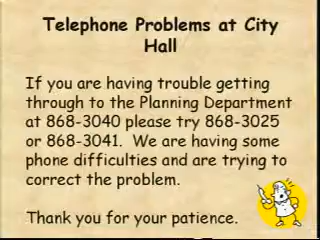 Telephone Problems at City
Hall
If you are having trouble getting
through to the Planning Department
at 868-3040 please try 868-3025
or 868-3041.  We are having some
phone difficulties and are trying to
correct the problem.
Thank you for your patience.